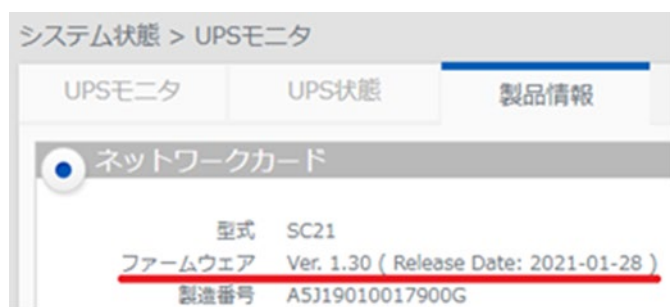 システム状態 > UPSモニタ
UPSモニタ UPS状態 製品情報
ネットワークカード
型式 SC21
ファームウェア Ver. 1.30 ( Release Date: 2021-01-28 )
製造番号 A5J19010017900G